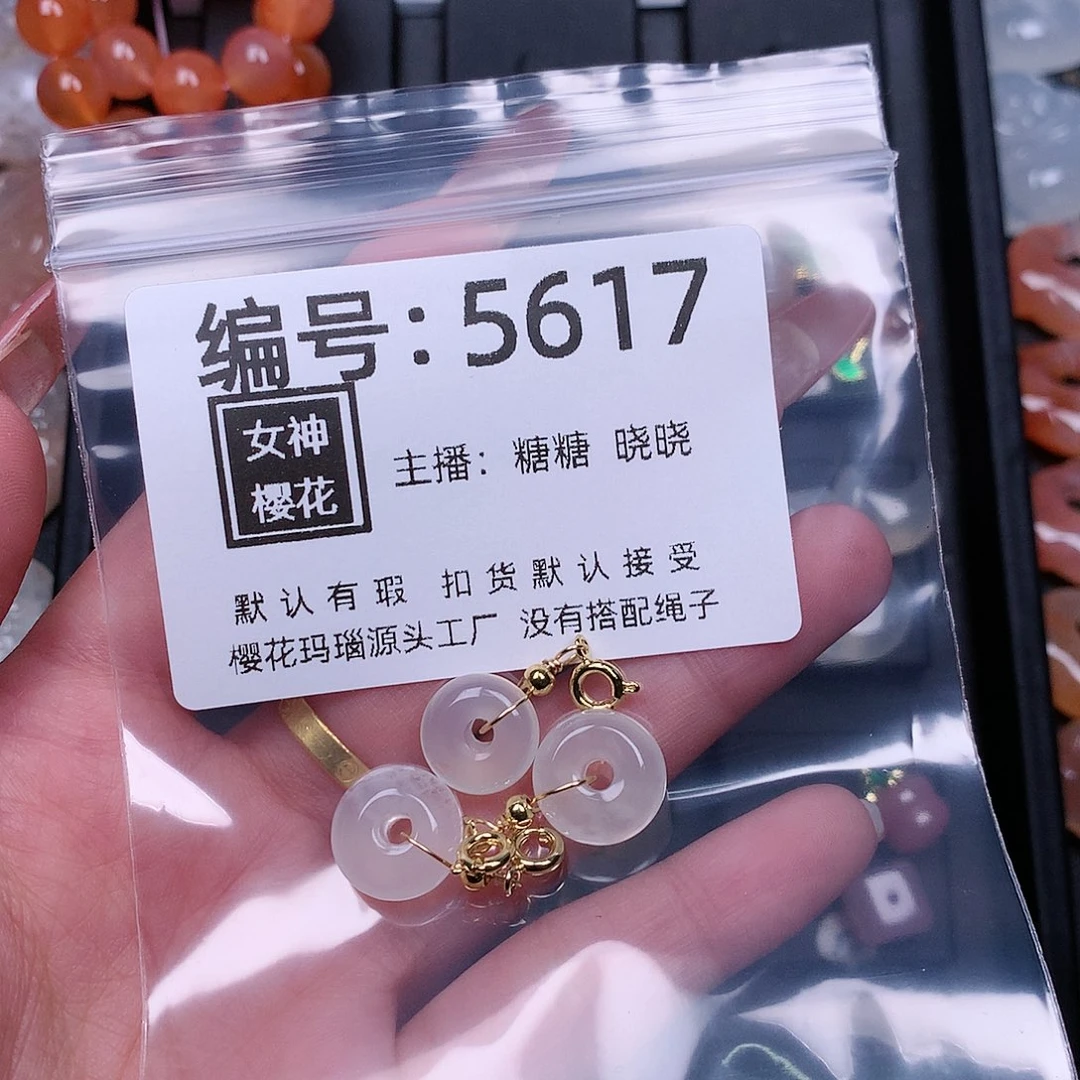 编号：5617
女神
樱花
主播：糖糖 晓晓
默认有瑕 扣货默认接受
樱花玛瑙源头工厂 没有搭配绳子